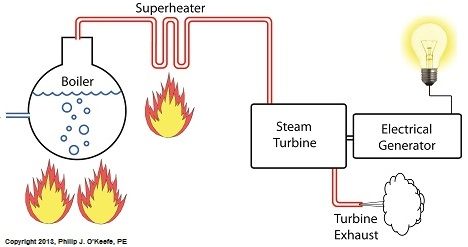 Superheater
Boiler
Steam
Turbine
Electrical
Generator
Turbine
Exhaust
Copyright 2013, Philip J. O'Keefe, PE